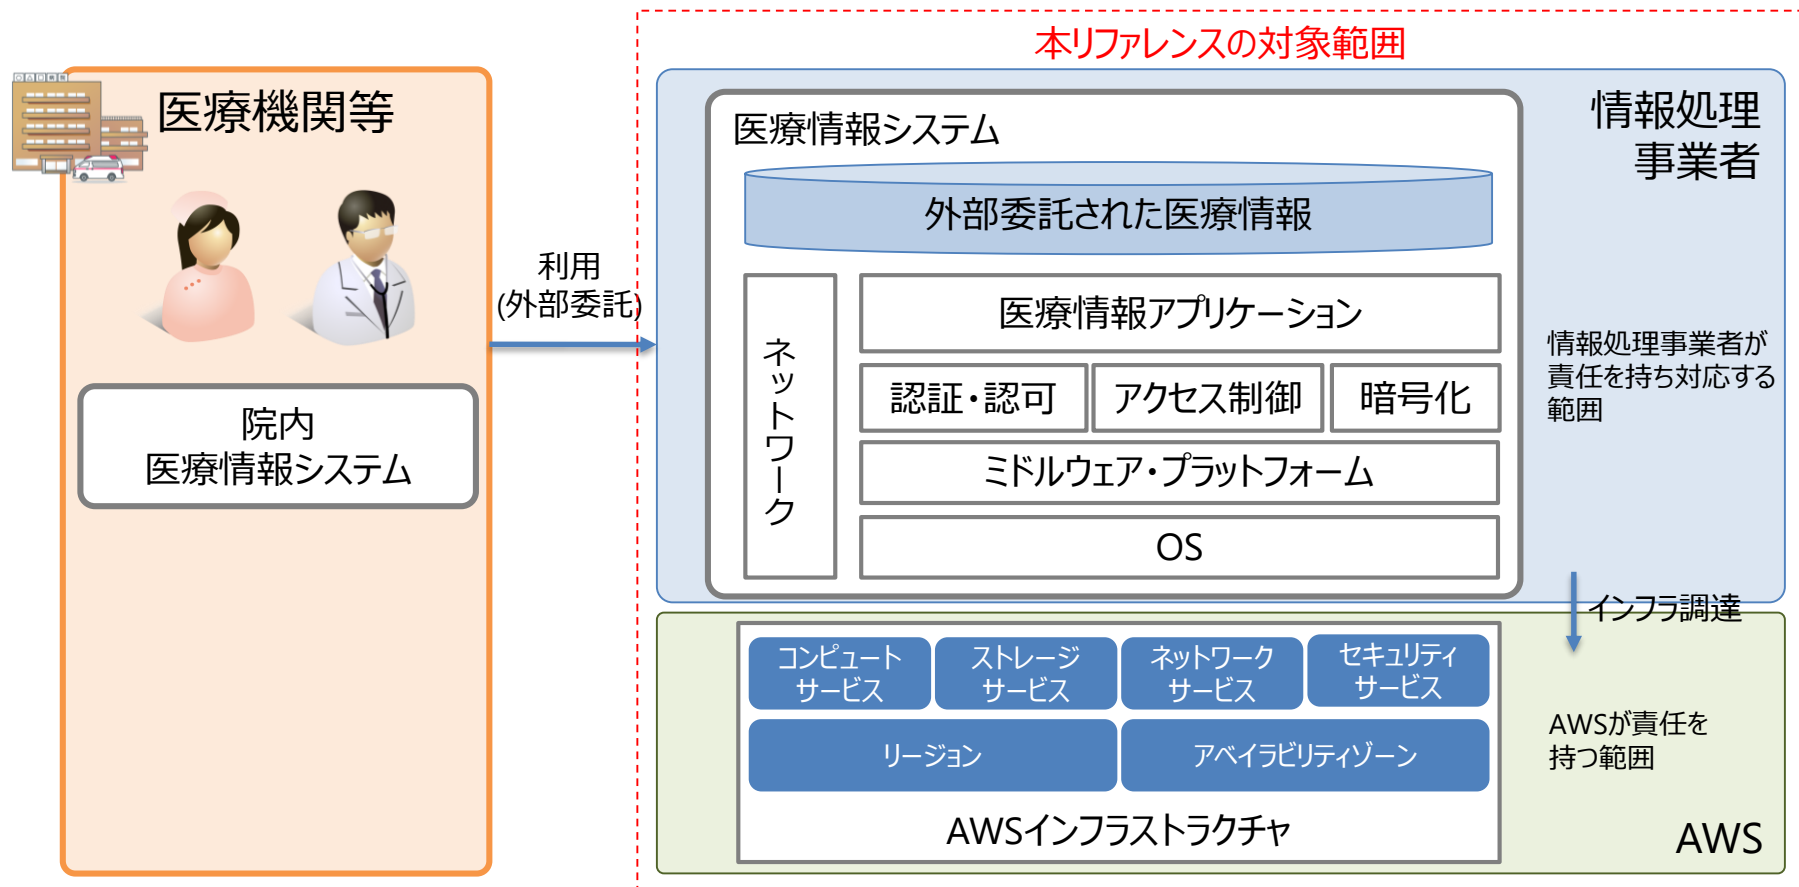 本リファレンスの対象範囲
医療機関等
院内
医療情報システム
利用
(外部委託)
情報処理
事業者
医療情報システム
外部委託された医療情報
ネットワーク
医療情報アプリケーション
認証・認可
アクセス制御
暗号化
ミドルウェア・プラットフォーム
OS
情報処理事業者が
責任を持ち対応する
範囲
インフラ調達
コンピュート
サービス
ストレージ
サービス
ネットワーク
サービス
セキュリティ
サービス
リージョン
アベイラビリティゾーン
AWSインフラストラクチャ
AWSが責任を
持つ範囲
AWS